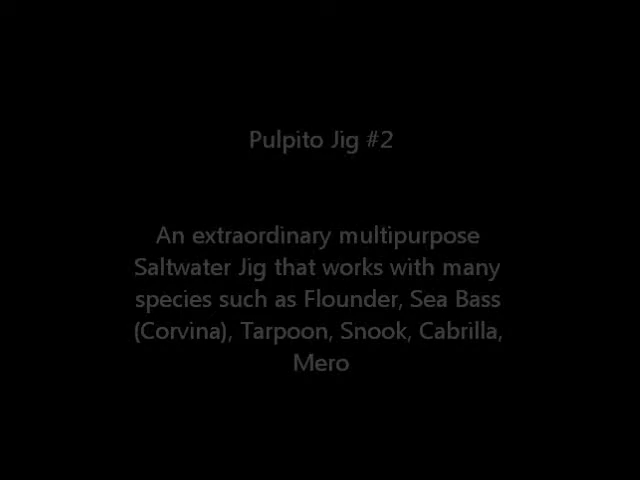 Pulpito Jig #2
An extraordinary multipurpose
Saltwater Jig that works with many
species such as Flounder, Sea Bass
(Corvina), Tarpoon, Snook, Cabrilla,
Mero